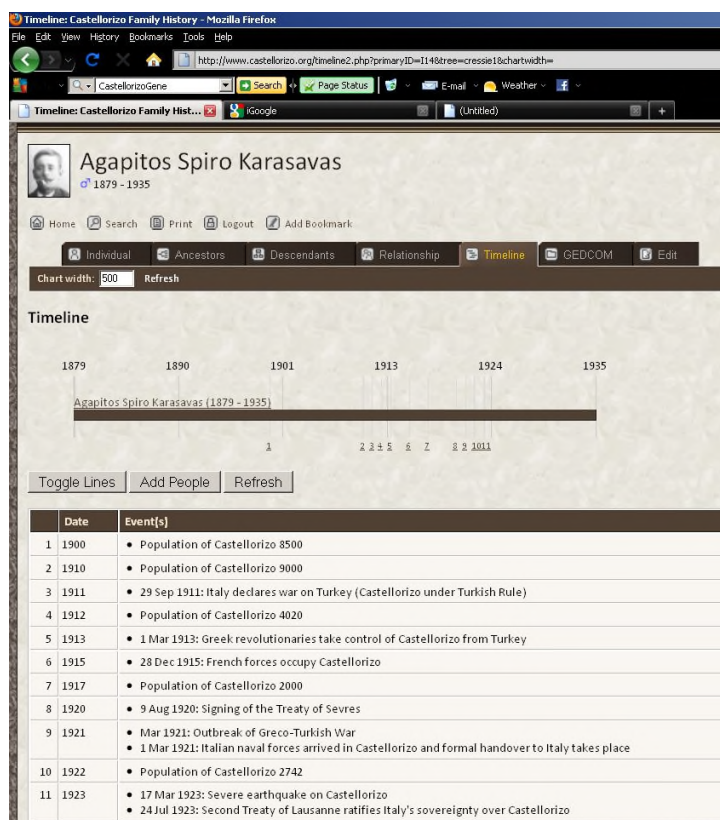 Timeline: Castellorizo Family History - Mozilla Firefox
File Edit View History Bookmarks Tools Help
http://www.castellorizo.org/timeline2.php?primaryID=I14&tree=cressie1&chartwidth=
CastellorizoGene Search Page Status E-mail Weather
Timeline: Castellorizo Family Hist... iGoogle (Untitled)
Agapitos Spiro Karasavas
1879 - 1935
Home Search Print Logout Add Bookmark
Individual Ancestors Descendants Relationship Timeline GEDCOM Edit
Chart width: 500 Refresh
Timeline
1879 1890 1901 1913 1924 1935
Agapitos Spiro Karasavas (1879 - 1935)
1 2 3 4 5 6 7 8 9 10 11
Toggle Lines Add People Refresh
Date Event[s]
1 1900 • Population of Castellorizo 8500
2 1910 • Population of Castellorizo 9000
3 1911 • 29 Sep 1911: Italy declares war on Turkey (Castellorizo under Turkish Rule)
4 1912 • Population of Castellorizo 4020
5 1913 • 1 Mar 1913: Greek revolutionaries take control of Castellorizo from Turkey
6 1915 • 28 Dec 1915: French forces occupy Castellorizo
7 1917 • Population of Castellorizo 2000
8 1920 • 9 Aug 1920: Signing of the Treaty of Sevres
9 1921 • Mar 1921: Outbreak of Greco-Turkish War
• 1 Mar 1921: Italian naval forces arrived in Castellorizo and formal handover to Italy takes place
10 1922 • Population of Castellorizo 2742
11 1923 • 17 Mar 1923: Severe earthquake on Castellorizo
• 24 Jul 1923: Second Treaty of Lausanne ratifies Italy's sovereignty over Castellorizo